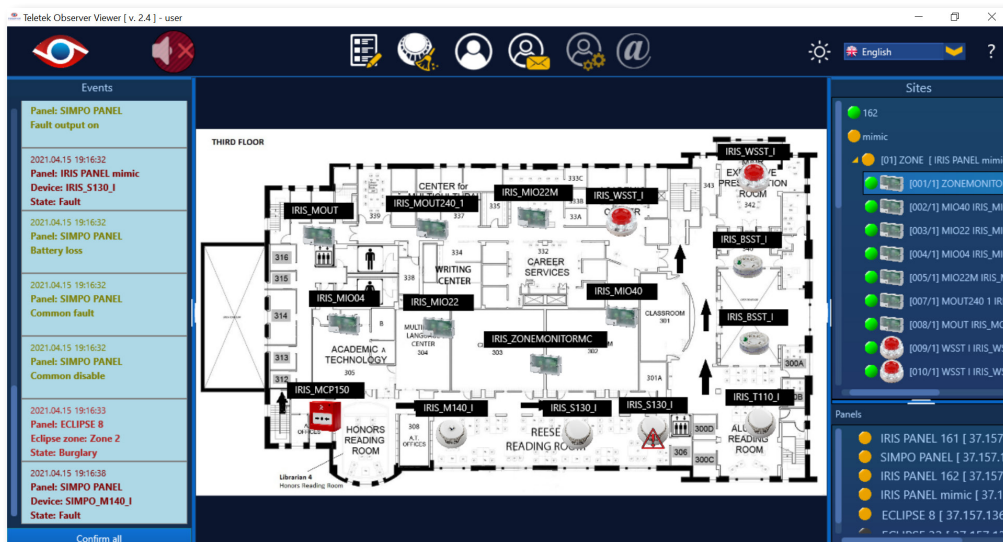 Teletek Observer Viewer [ v. 2.4 ] - user
English
?
Events
Panel: SIMPO PANEL
Fault output on
2021.04.15 19:16:32
Panel: IRIS PANEL mimic
Device: IRIS_S130_I
State: Fault
2021.04.15 19:16:32
Panel: SIMPO PANEL
Battery loss
2021.04.15 19:16:32
Panel: SIMPO PANEL
Common fault
2021.04.15 19:16:32
Panel: SIMPO PANEL
Common disable
2021.04.15 19:16:33
Panel: ECLIPSE 8
Eclipse zone: Zone 2
State: Burglary
2021.04.15 19:16:38
Panel: SIMPO PANEL
Device: SIMPO_M140_I
State: Fault
Confirm all
THIRD FLOOR
IRIS_WSST_I
PRESENTATION
ROOM
342
343
CENTER for
339
337
335
333C
333B
33A
IRIS_MOUT
IRIS_MOUT240_1
IRIS_MIO22M
IRIS_WSST_I
IRIS_BSST_I
340
316
315
314
313
312
338
334
332
WRITING
CENTER
CAREER
SERVICES
IRIS_MIO04
IRIS_MIO22
IRIS_MIO40
CLASSROOM
301
IRIS_BSST_I
B
ACADEMIC
TECHNOLOGY
305
CENTER
304
303
302
IRIS_ZONEMONITORMC
301A
300A
IRIS_MCP150
IRIS_M140_I
IRIS_S130_I
IRIS_S130_I
IRIS_T110_I
OFFICES
HONORS
READING
ROOM
308
A.T.
OFFICES
REESE
READING ROOM
306
300D
300C
READING
ROOM
Librarian 4
Honors Reading Room
Sites
162
mimic
[01] ZONE [ IRIS PANEL mimi
[001/1] ZONEMONITO
[002/1] MIO40 IRIS_MI
[003/1] MIO22 IRIS_MI
[004/1] MIO04 IRIS_MI
[005/1] MIO22M IRIS_M
[007/1] MOUT240 1 IR
[008/1] MOUT IRIS_MO
[009/1] WSST I IRIS_WS
[010/1] WSST I IRIS_WS
Panels
IRIS PANEL 161 [ 37.157
SIMPO PANEL [ 37.157.1
IRIS PANEL 162 [ 37.157
IRIS PANEL mimic [ 37.1
ECLIPSE 8 [ 37.157.136